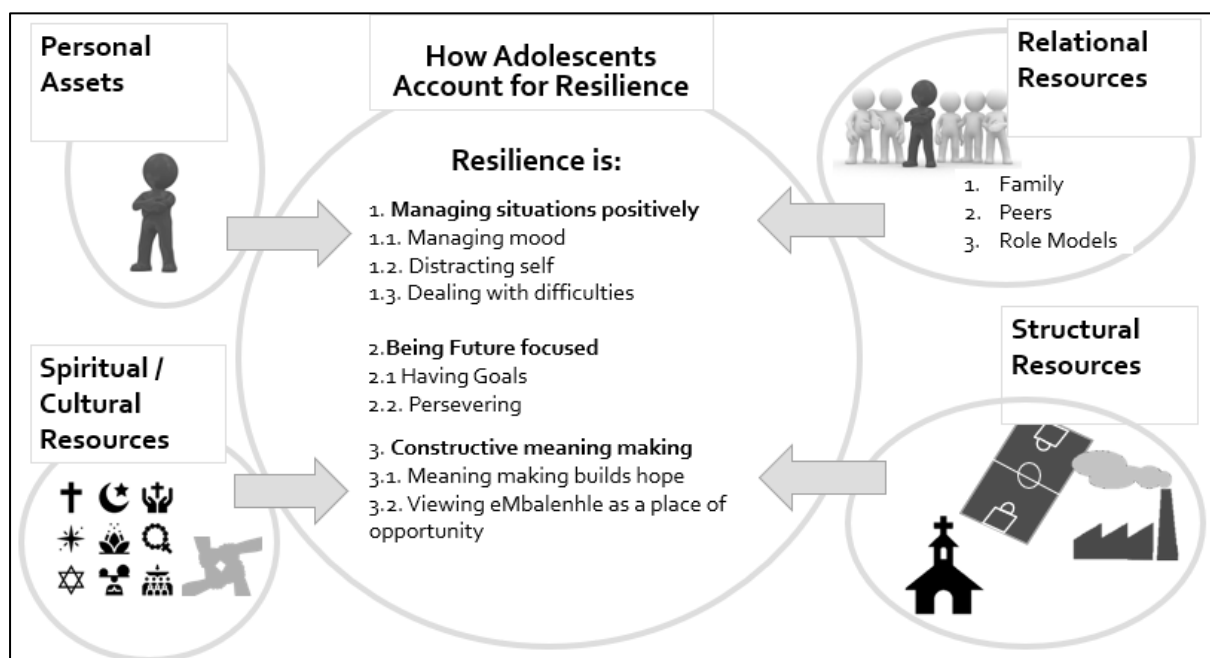 Personal
Assets
How Adolescents
Account for Resilience
Relational
Resources
1. Family
2. Peers
3. Role Models
Resilience is:
1. Managing situations positively
1.1. Managing mood
1.2. Distracting self
1.3. Dealing with difficulties
2.Being Future focused
2.1 Having Goals
2.2. Persevering
3. Constructive meaning making
3.1. Meaning making builds hope
3.2. Viewing eMbalenhle as a place of
opportunity
Spiritual /
Cultural
Resources
Structural
Resources